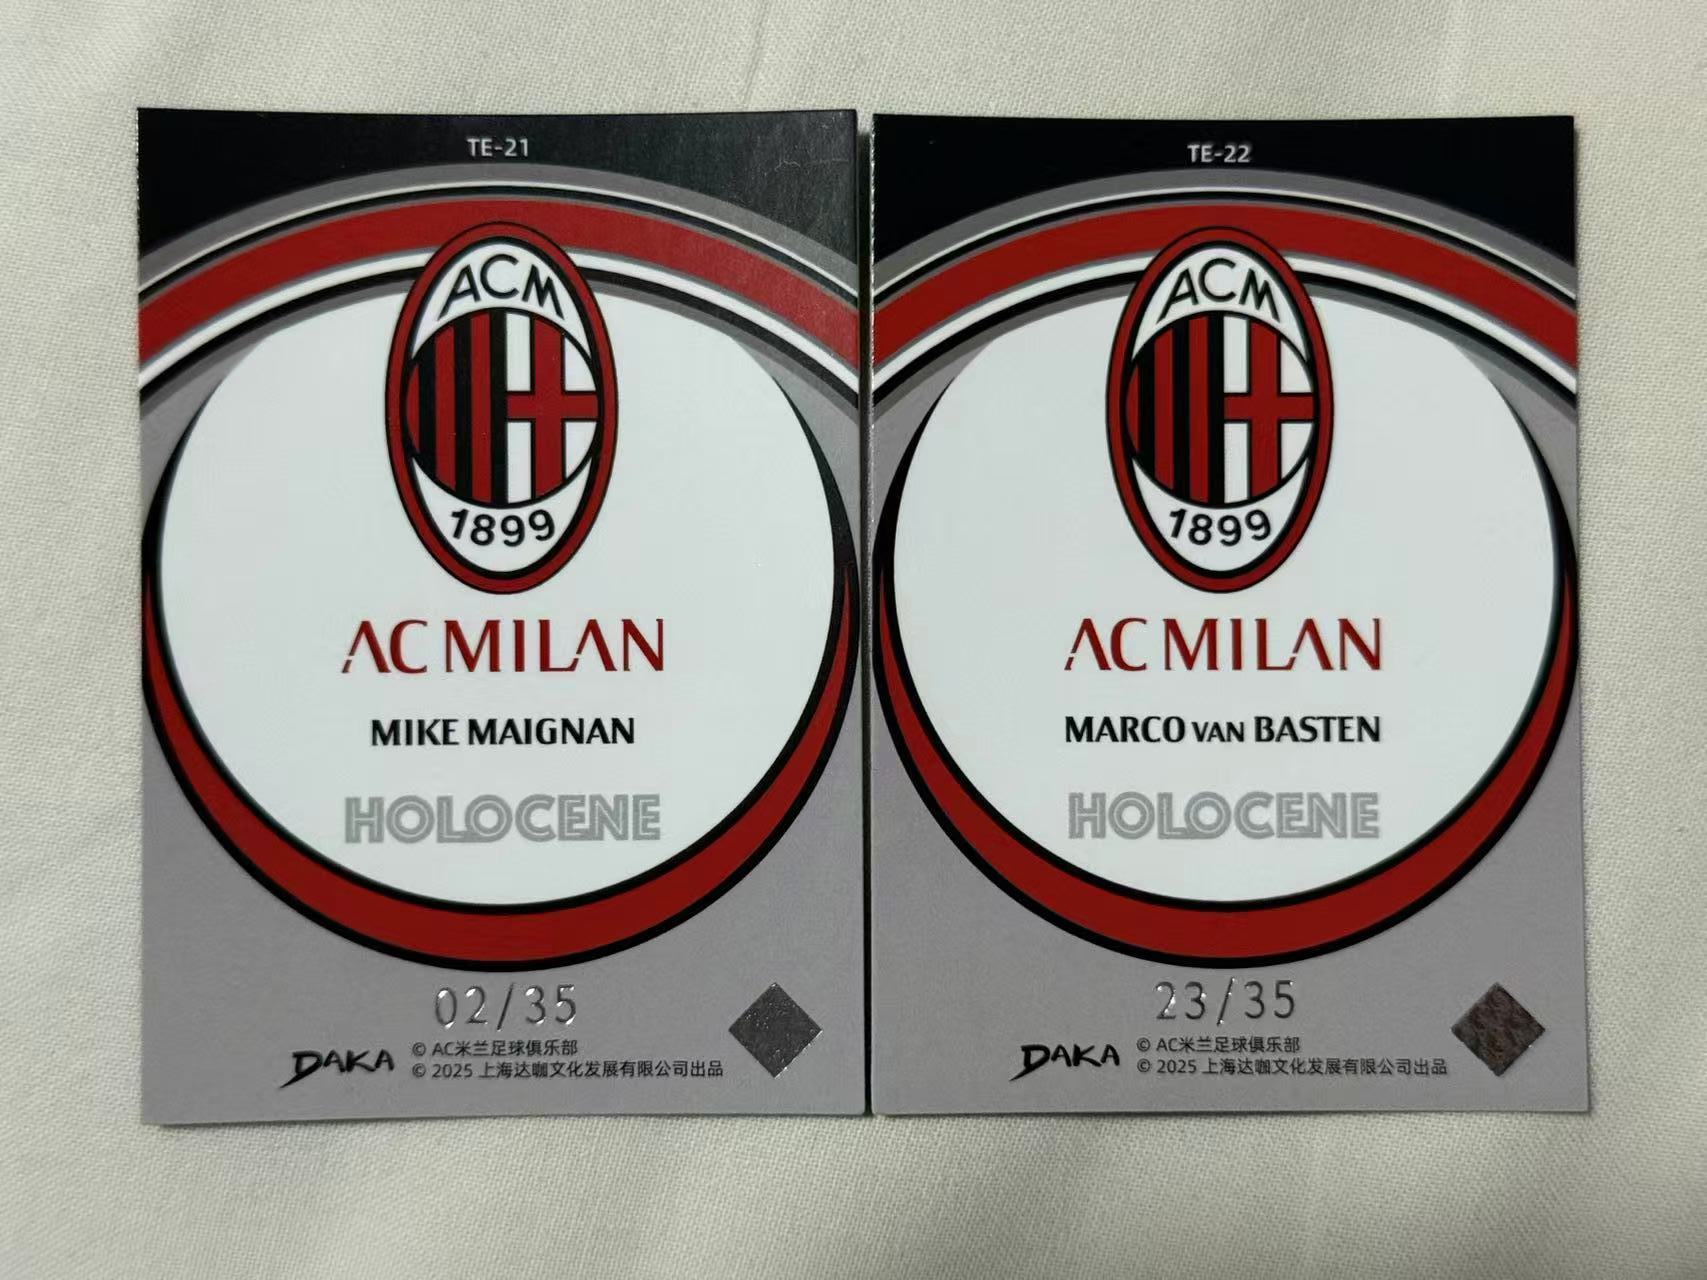 TE-21
ACM
1899
AC MILAN
MIKE MAIGNAN
HOLOCENE
02/35
DAKA
© AC米兰足球俱乐部
© 2025 上海达咖文化发展有限公司出品
TE-22
ACM
1899
AC MILAN
MARCO VAN BASTEN
HOLOCENE
23/35
DAKA
© AC米兰足球俱乐部
© 2025 上海达咖文化发展有限公司出品